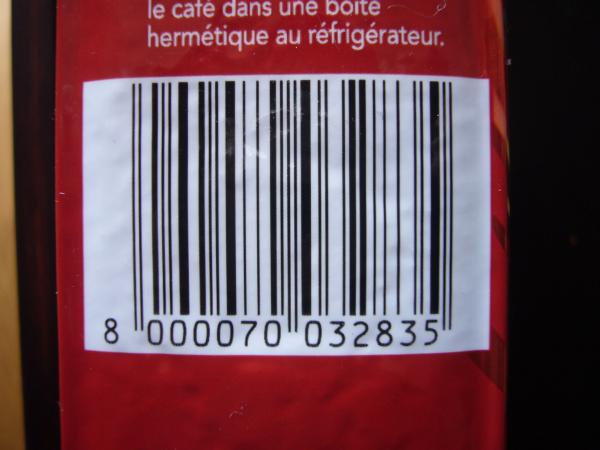 le café dans une boîte
hermétique au réfrigérateur.
8 000070 032835